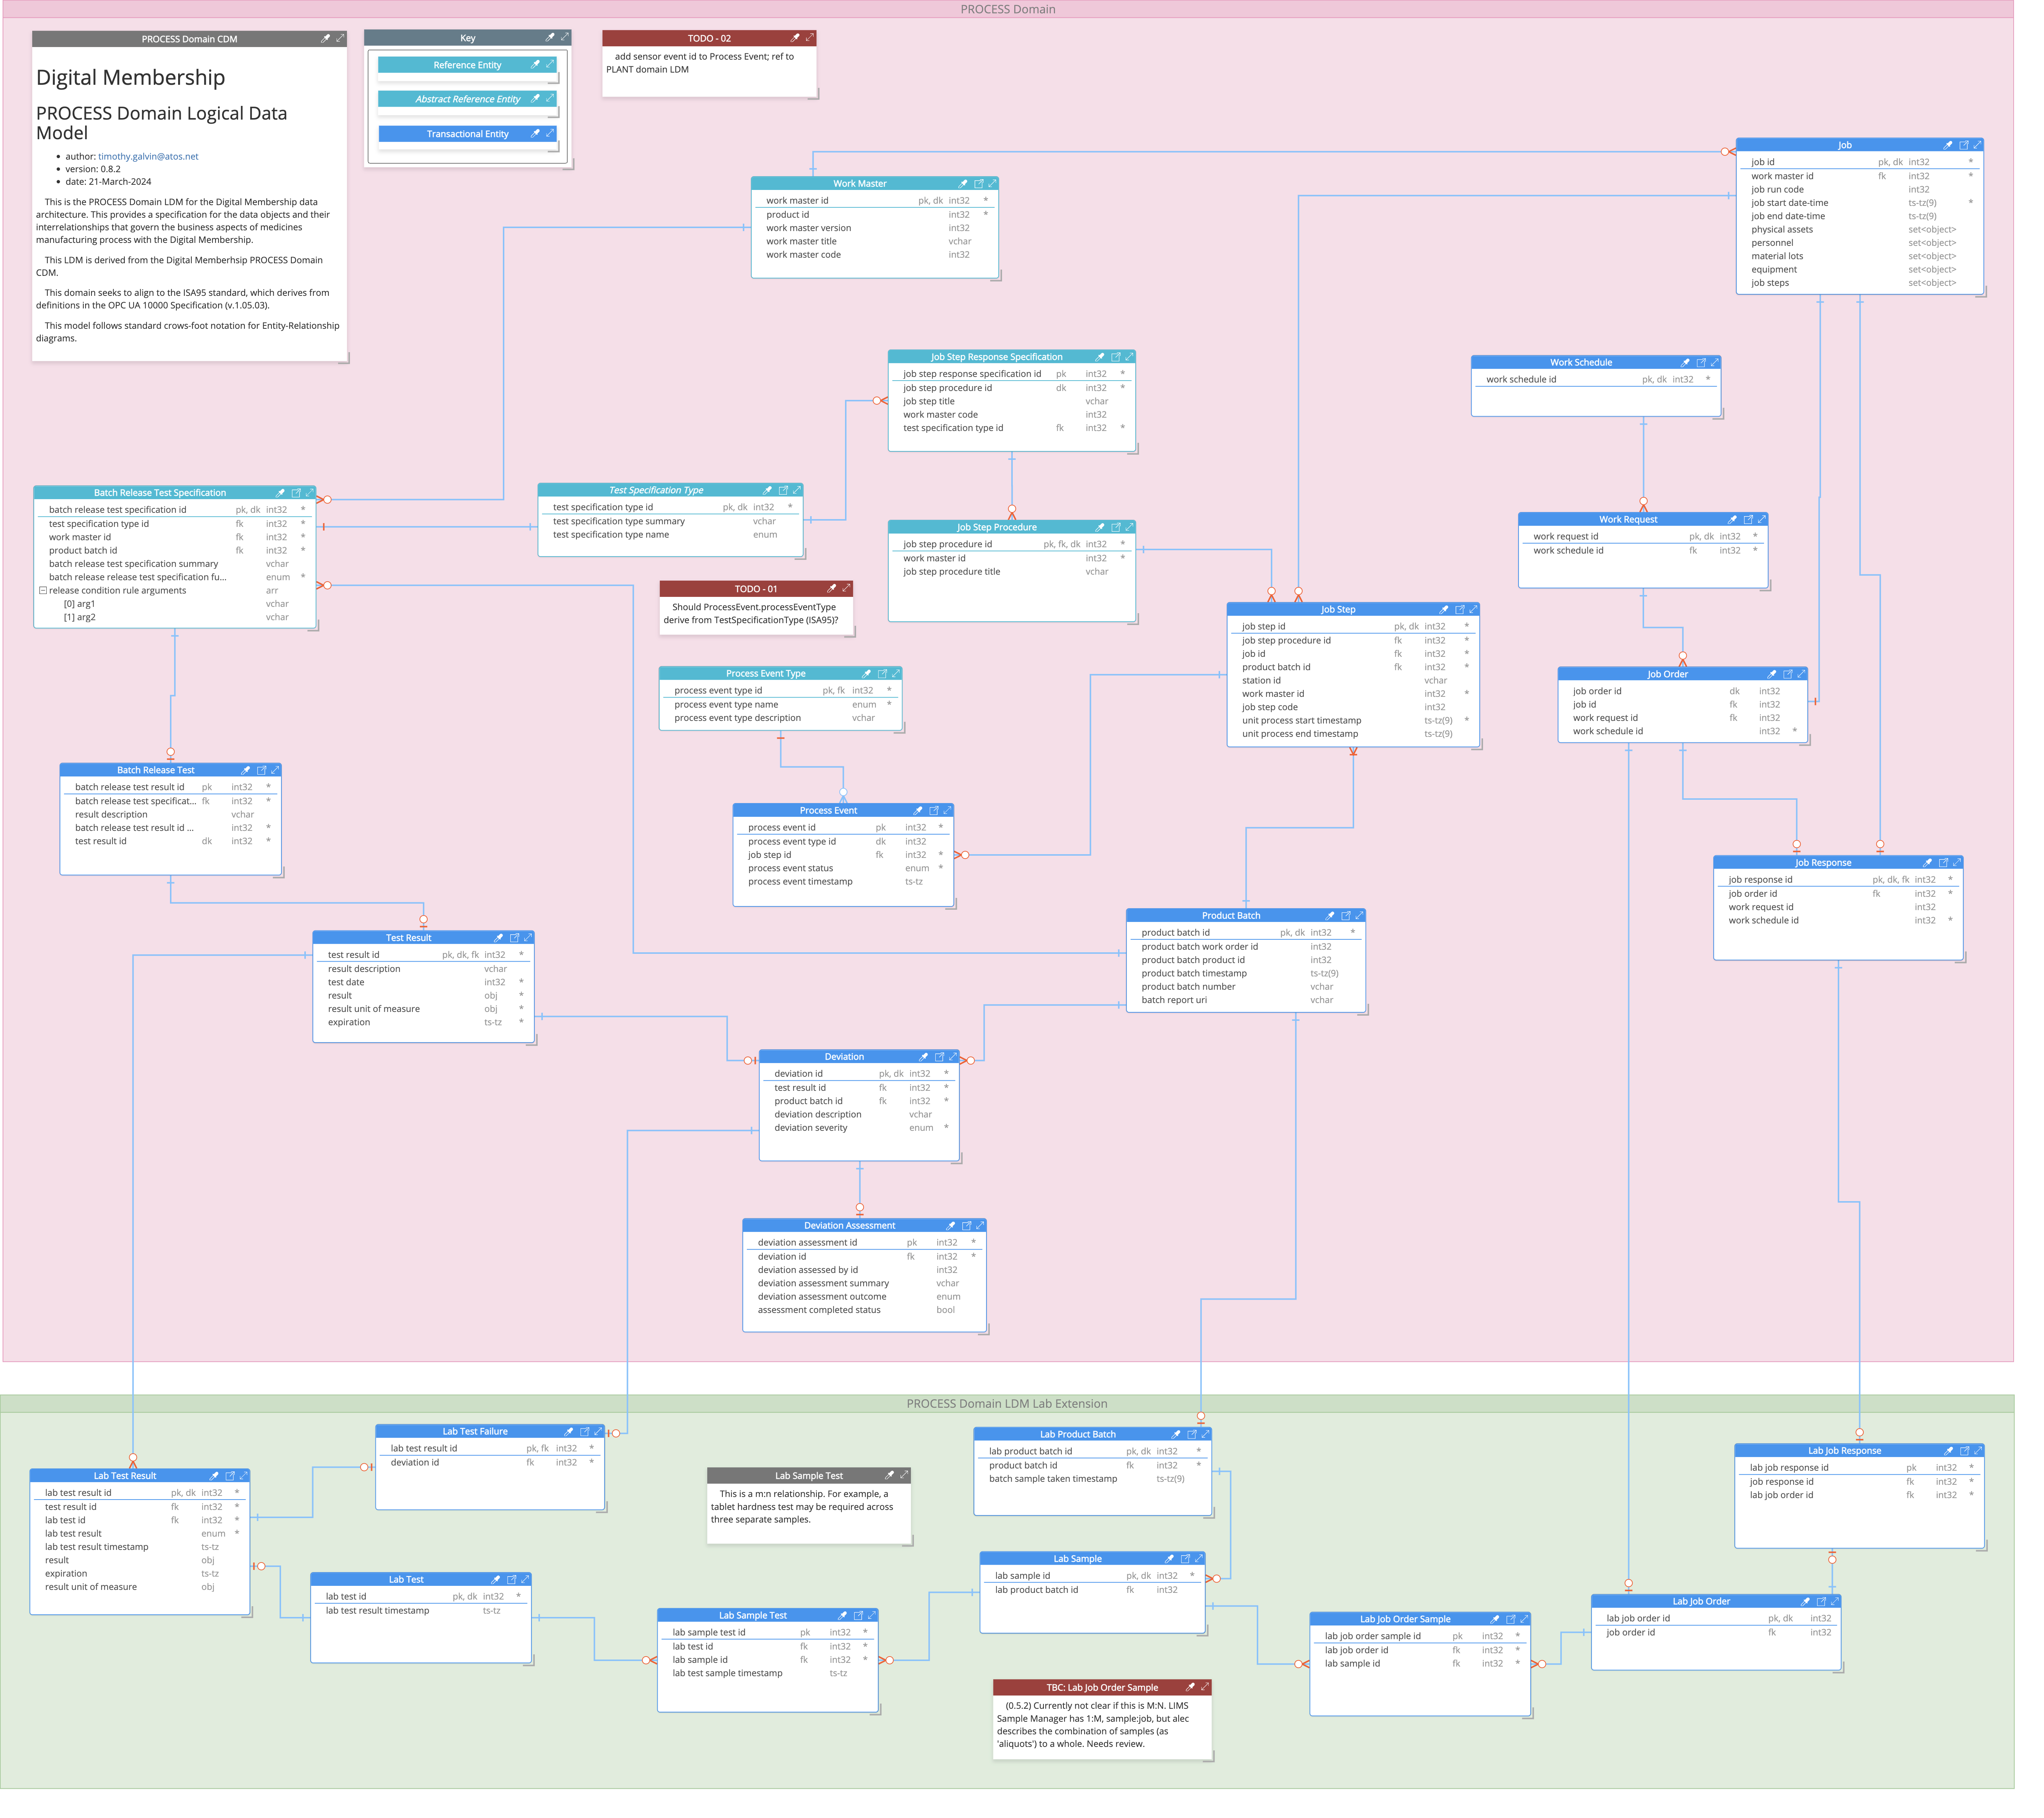 PROCESS Domain
PROCESS Domain CDM
Digital Membership
PROCESS Domain Logical Data
Model
• author: timothy.galvin@atos.net
• version: 0.8.2
• date: 21-March-2024
This is the PROCESS Domain LDM for the Digital Membership data
architecture. This provides a specification for the data objects and their
interrelationships that govern the business aspects of medicines
manufacturing process with the Digital Membership.
This LDM is derived from the Digital Memberhsip PROCESS Domain
CDM.
This domain seeks to align to the ISA95 standard, which derives from
definitions in the OPC UA 10000 Specification (v.1.05.03).
This model follows standard crows-foot notation for Entity-Relationship
diagrams.
Key
Reference Entity
Abstract Reference Entity
Transactional Entity
TODO - 02
add sensor event id to Process Event; ref to
PLANT domain LDM
Work Master
work master id pk, dk int32 *
product id int32 *
work master version int32
work master title vchar
work master code int32
Job
job id pk, dk int32 *
work master id fk int32 *
job run code int32
job start date-time ts-tz(9) *
job end date-time ts-tz(9)
physical assets set<object>
personnel set<object>
material lots set<object>
equipment set<object>
job steps set<object>
Job Step Response Specification
job step response specification id pk int32 *
job step procedure id dk int32 *
job step title vchar
work master code int32
test specification type id fk int32 *
Work Schedule
work schedule id pk, dk int32 *
Batch Release Test Specification
batch release test specification id pk, dk int32 *
test specification type id fk int32 *
work master id fk int32 *
product batch id fk int32 *
batch release test specification summary vchar
batch release release test specification fu... enum *
release condition rule arguments arr
[0] arg1 vchar
[1] arg2 vchar
Test Specification Type
test specification type id pk, dk int32 *
test specification type summary vchar
test specification type name enum
Job Step Procedure
job step procedure id pk, fk, dk int32 *
work master id int32 *
job step procedure title vchar
Work Request
work request id pk, dk int32 *
work schedule id fk int32 *
TODO - 01
Should ProcessEvent.processEventType
derive from TestSpecificationType (ISA95)?
Job Step
job step id pk, dk int32 *
job step procedure id fk int32 *
job id fk int32 *
product batch id fk int32 *
station id vchar
work master id int32 *
job step code int32
unit process start timestamp ts-tz(9) *
unit process end timestamp ts-tz(9)
Process Event Type
process event type id pk, fk int32 *
process event type name enum *
process event type description vchar
Job Order
job order id dk int32
job id fk int32
work request id fk int32
work schedule id int32 *
Batch Release Test
batch release test result id pk int32 *
batch release test specificat... fk int32 *
result description vchar
batch release test result id ... int32 *
test result id dk int32 *
Process Event
process event id pk int32 *
process event type id dk int32
job step id fk int32 *
process event status enum *
process event timestamp ts-tz
Job Response
job response id pk, dk, fk int32 *
job order id fk int32 *
work request id int32
work schedule id int32 *
Product Batch
product batch id pk, dk int32 *
product batch work order id int32
product batch product id int32
product batch timestamp ts-tz(9)
product batch number vchar
batch report uri vchar
Test Result
test result id pk, dk, fk int32 *
result description vchar
test date int32 *
result obj *
result unit of measure obj *
expiration ts-tz *
Deviation
deviation id pk, dk int32 *
test result id fk int32 *
product batch id fk int32 *
deviation description vchar
deviation severity enum *
Deviation Assessment
deviation assessment id pk int32 *
deviation id fk int32 *
deviation assessed by id int32
deviation assessment summary vchar
deviation assessment outcome enum
assessment completed status bool
PROCESS Domain LDM Lab Extension
Lab Test Failure
lab test result id pk, fk int32 *
deviation id fk int32 *
Lab Product Batch
lab product batch id pk, dk int32 *
product batch id fk int32 *
batch sample taken timestamp ts-tz(9)
Lab Job Response
lab job response id pk int32 *
job response id fk int32 *
lab job order id fk int32 *
Lab Test Result
lab test result id pk, dk int32 *
test result id fk int32 *
lab test id fk int32 *
lab test result enum *
lab test result timestamp ts-tz
result obj
expiration ts-tz
result unit of measure obj
Lab Sample Test
This is a m:n relationship. For example, a
tablet hardness test may be required across
three separate samples.
Lab Sample
lab sample id pk, dk int32 *
lab product batch id fk int32
Lab Test
lab test id pk, dk int32 *
lab test result timestamp ts-tz
Lab Job Order
lab job order id pk, dk int32
job order id fk int32
Lab Sample Test
lab sample test id pk int32 *
lab test id fk int32 *
lab sample id fk int32 *
lab test sample timestamp ts-tz
Lab Job Order Sample
lab job order sample id pk int32 *
lab job order id fk int32 *
lab sample id fk int32 *
TBC: Lab Job Order Sample
(0.5.2) Currently not clear if this is M:N. LIMS
Sample Manager has 1:M, sample:job, but alec
describes the combination of samples (as
'aliquots') to a whole. Needs review.